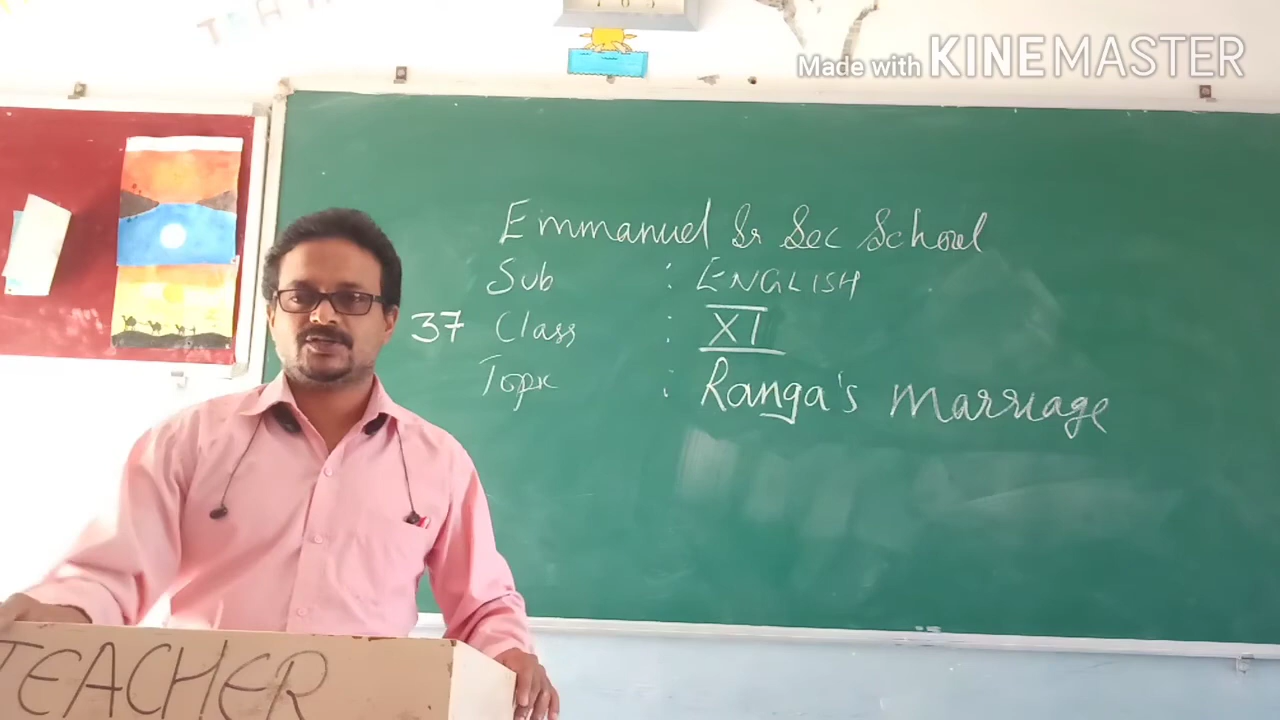 Made with KINEMASTER
Emmanuel Sr Sec School
Sub : ENGLISH
37 Class : XI
Topic : Ranga's Marriage
TEACHER